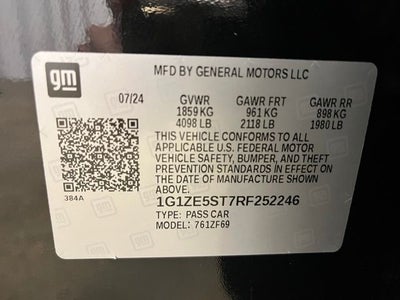 gm
MFD BY GENERAL MOTORS LLC
07/24 GVWR GAWR FRT GAWR RR
1859 KG 961 KG 898 KG
4098 LB 2118 LB 1980 LB
THIS VEHICLE CONFORMS TO ALL
APPLICABLE U.S. FEDERAL MOTOR
VEHICLE SAFETY, BUMPER, AND THEFT
PREVENTION STANDARDS IN EFFECT ON
THE DATE OF MANUFACTURE SHOWN
ABOVE.
384A
1G1ZE5ST7RF252246
TYPE: PASS CAR
MODEL: 761ZF69